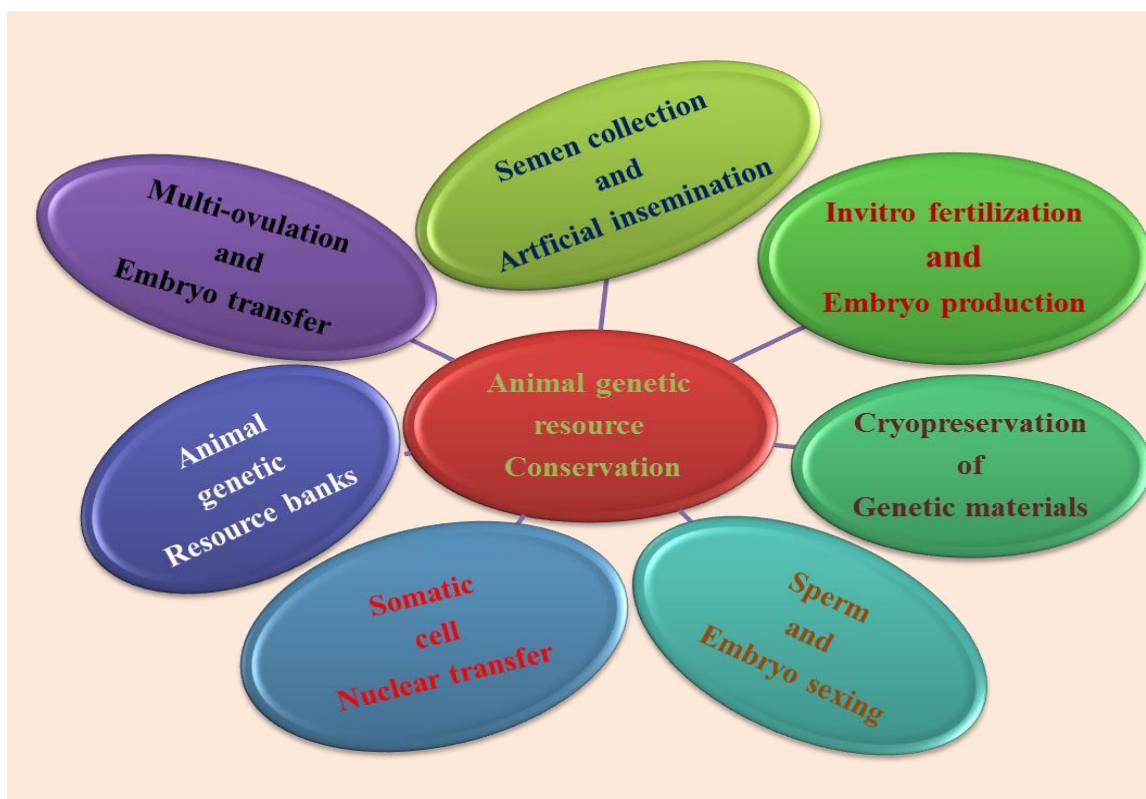 Semen collection
and
Artficial insemination
Multi-ovulation
and
Embryo transfer
Invitro fertilization
and
Embryo production
Animal genetic
resource
Conservation
Cryopreservation
of
Genetic materials
Animal
genetic
Resource banks
Somatic
cell
Nuclear transfer
Sperm
and
Embryo sexing